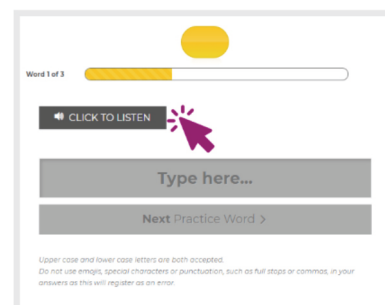 Word 1 of 3
CLICK TO LISTEN
Type here...
Next Practice Word >
Upper case and lower case letters are both accepted.
Do not use emojis, special characters or punctuation, such as full stops or commas, in your
answers as this will register as an error.